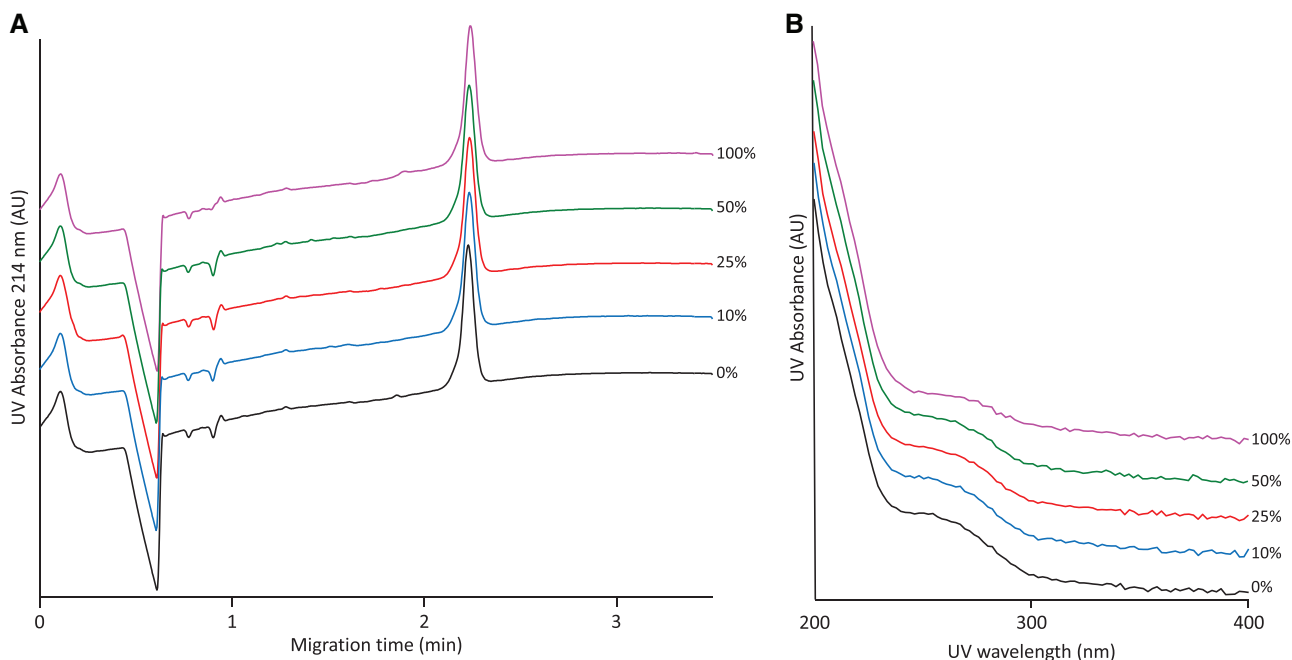 A
UV Absorbance 214 nm (AU)
100%
50%
25%
10%
0%
0 1 2 3
Migration time (min)
B
UV Absorbance (AU)
100%
50%
25%
10%
0%
200 300 400
UV wavelength (nm)